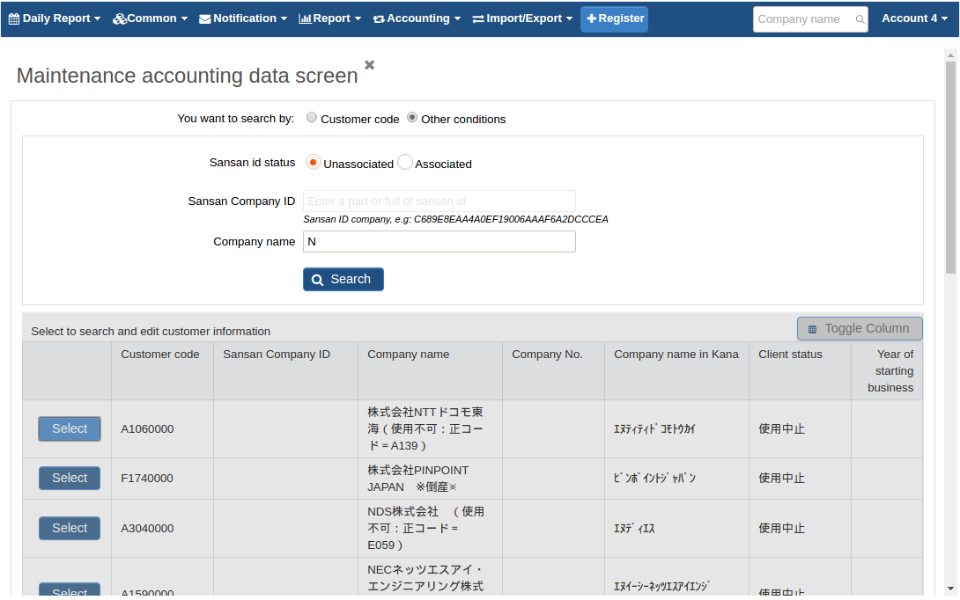 Daily Report Common Notification Report Accounting Import/Export Register Company name Account 4
Maintenance accounting data screen
You want to search by: Customer code Other conditions
Sansan id status Unassociated Associated
Sansan Company ID Enter a part or full of sansan id
Sansan ID company, e.g: C689E8EAA4A0EF19006AAAF6A2DCCCEA
Company name N
Search
Select to search and edit customer information Toggle Column
Customer code Sansan Company ID Company name Company No. Company name in Kana Client status Year of
starting
business
株式会社NTTドコモ東
Select A1060000 海（使用不可：正コー ｴﾇﾃｨﾃｨﾄﾞｺﾓﾄｳｶｲ 使用中止
ド＝A139）
株式会社PINPOINT
Select F1740000 JAPAN　※倒産※ ﾋﾟﾝﾎﾟｲﾝﾄｼﾞｬﾊﾟﾝ 使用中止
NDS株式会社　（使用
Select A3040000 不可：正コード＝ ｴﾇﾃﾞｨｴｽ 使用中止
E059）
NECネッツエスアイ・
エンジニアリング株式 ｴﾇｲｰｼｰﾈｯﾂｴｽｱｲｴﾝｼﾞ
Select A1590000 使用中止